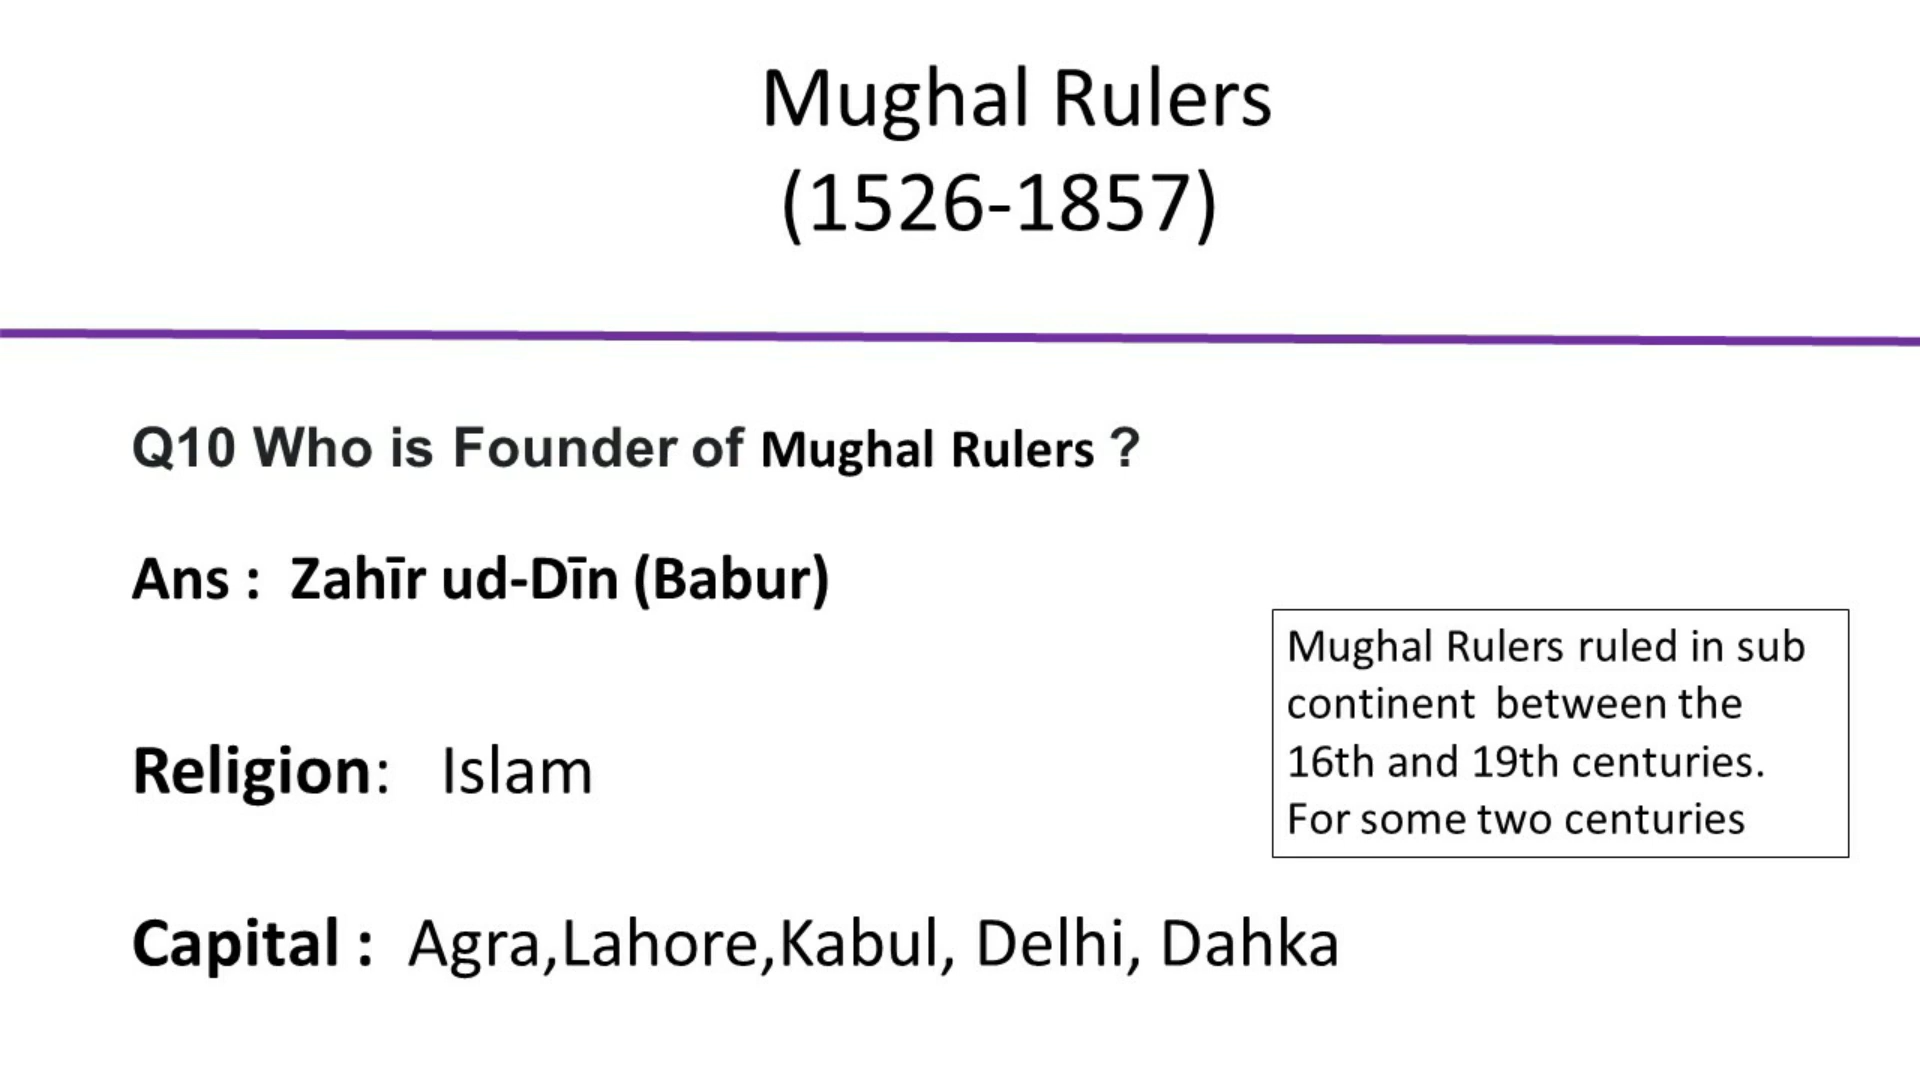 Mughal Rulers
(1526-1857)
Q10 Who is Founder of Mughal Rulers ?
Ans :  Zahīr ud-Dīn (Babur)
Mughal Rulers ruled in sub
continent  between the
16th and 19th centuries.
For some two centuries
Religion:   Islam
Capital :  Agra,Lahore,Kabul, Delhi, Dahka